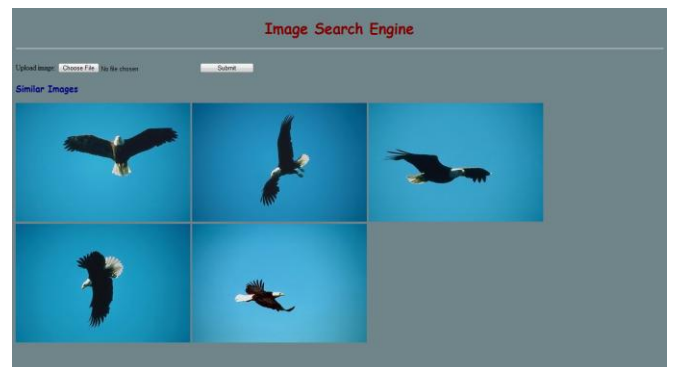 Image Search Engine
Upload image: Choose File No file chosen Submit
Similar Images